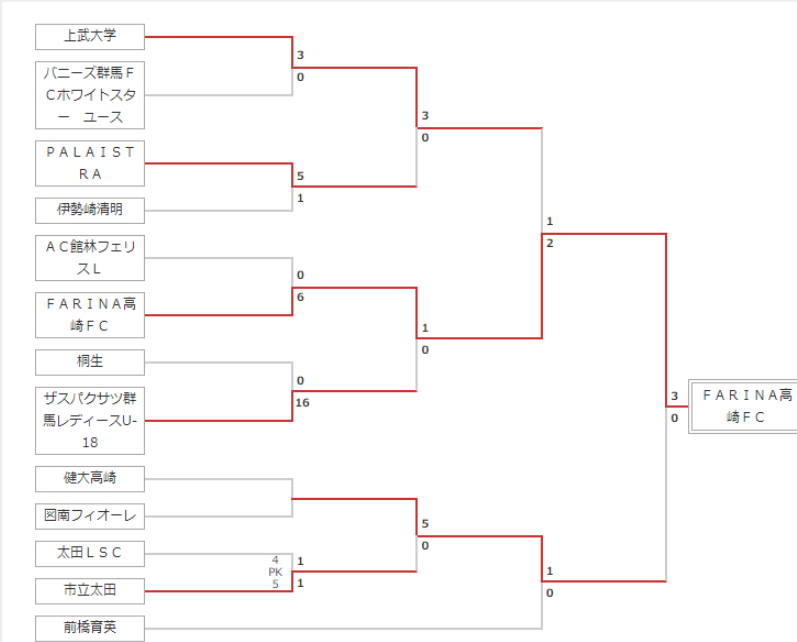 上武大学
3
0
バニーズ群馬F
Cホワイトスタ
ー ユース
3
0
PALAIST
RA
5
1
伊勢崎清明
1
2
AC館林フェリ
スL
0
6
FARINA高
崎FC
1
0
桐生
0
16
ザスパクサツ群
馬レディースU-
18
3
0
FARINA高
崎FC
健大高崎
図南フィオーレ
5
0
太田LSC
4
PK
5
1
1
市立太田
1
0
前橋育英